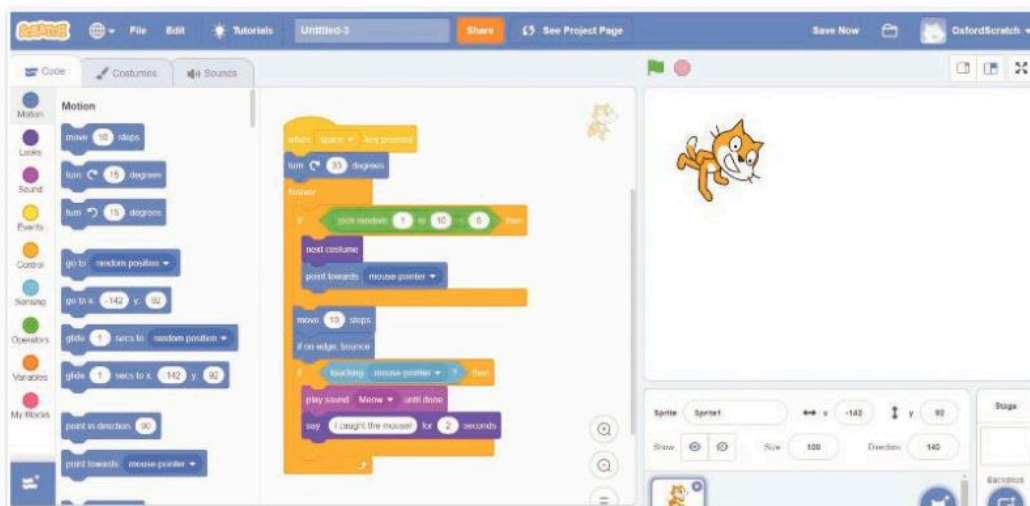 SCRATCH File Edit Tutorials Untitled-3 Share See Project Page Save Now OxfordScratch
Code Costumes Sounds
Motion
Looks
Sound
Events
Control
Sensing
Operators
Variables
My Blocks
Motion
move 10 steps
turn 15 degrees
turn 15 degrees
go to random position
go to x: -142 y: 92
glide 1 secs to random position
glide 1 secs to x: -142 y: 92
point in direction 90
point towards mouse-pointer
when space key pressed
turn 33 degrees
forever
if pick random 1 to 10 5 then
next costume
point towards mouse-pointer
move 10 steps
if on edge, bounce
if touching mouse-pointer ? then
play sound Meow until done
say I caught the mouse! for 2 seconds
Sprite Sprite1 x -142 y 92
Show Size 100 Direction 140
Stage
Backdrops